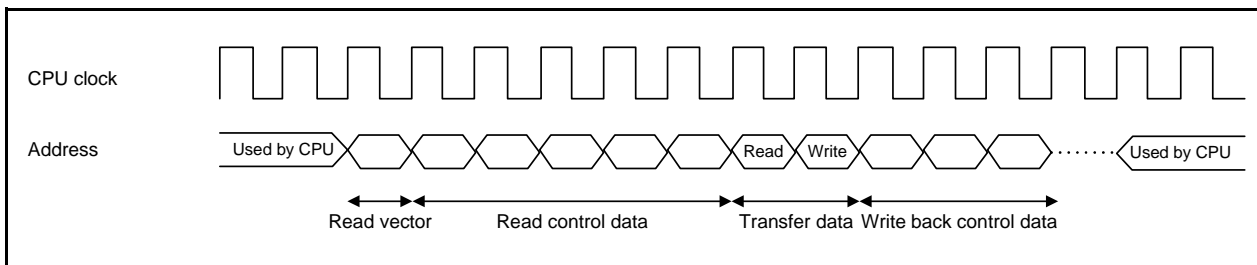 CPU clock
Address
Used by CPU
Read
Write
Used by CPU
Read vector
Read control data
Transfer data
Write back control data